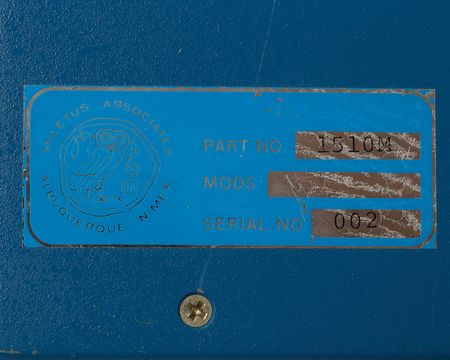 MILETUS ASSOCIATES
ALBUQUERQUE N MEX
PART NO 1510M
MODS
SERIAL NO 002